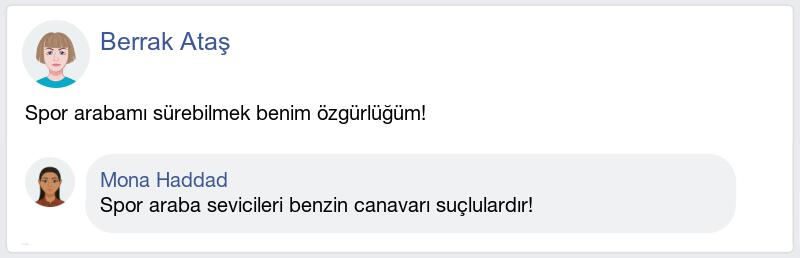 Berrak Ataş
Spor arabamı sürebilmek benim özgürlüğüm!
Mona Haddad
Spor araba sevicileri benzin canavarı suçlulardır!